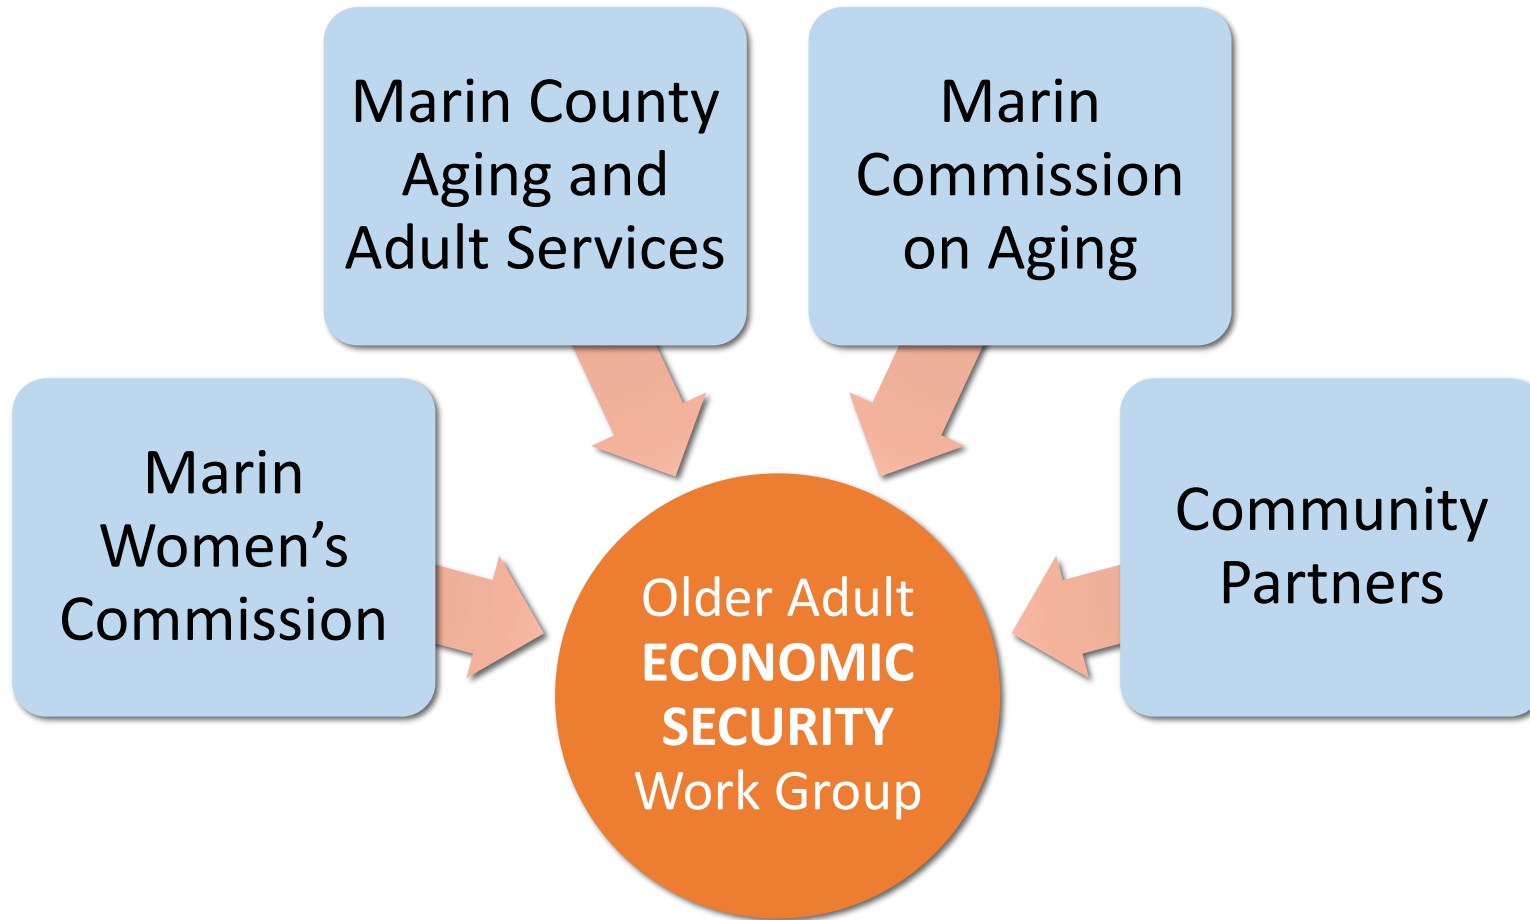 Marin County
Aging and
Adult Services
Marin
Commission
on Aging
Marin
Women’s
Commission
Community
Partners
Older Adult
ECONOMIC
SECURITY
Work Group